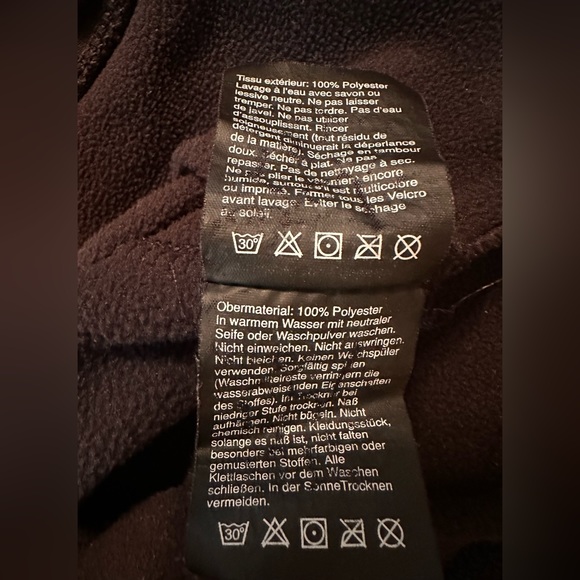 Tissu extérieur: 100% Polyester
Lavage à l'eau avec savon ou
lessive neutre. Ne pas laisser
tremper. Ne pas tordre. Pas d'eau
de javel. Ne pas utiliser
d'assouplissant. Rincer
soigneusement (tout résidu de
détergent diminuerait la déperlance
de la matière). Séchage en tambour
doux. Sécher à plat. Ne pas
repasser. Pas de nettoyage à sec.
Ne pas plier le vêtement encore
humide, surtout s'il est multicolore
ou imprimé. Fermer tous les Velcro
avant lavage. Eviter le séchage
au soleil.
30°
Obermaterial: 100% Polyester
In warmem Wasser mit neutraler
Seife oder Waschpulver waschen.
Nicht einweichen. Nicht auswringen.
Nicht bleichen. Keinen Weichspüler
verwenden. Sorgfältig spülen
(Waschmittelreste verringern die
wasserabweisenden Eigenschaften
des Stoffes). Im Trockner bei
niedriger Stufe trocknen. Naß
aufhängen. Nicht bügeln. Nicht
chemisch reinigen. Kleidungsstück,
solange es naß ist, nicht falten
besonders bei mehrfarbigen oder
gemusterten Stoffen. Alle
Klettlaschen vor dem Waschen
schließen. In der SonneTrocknen
vermeiden.
30°